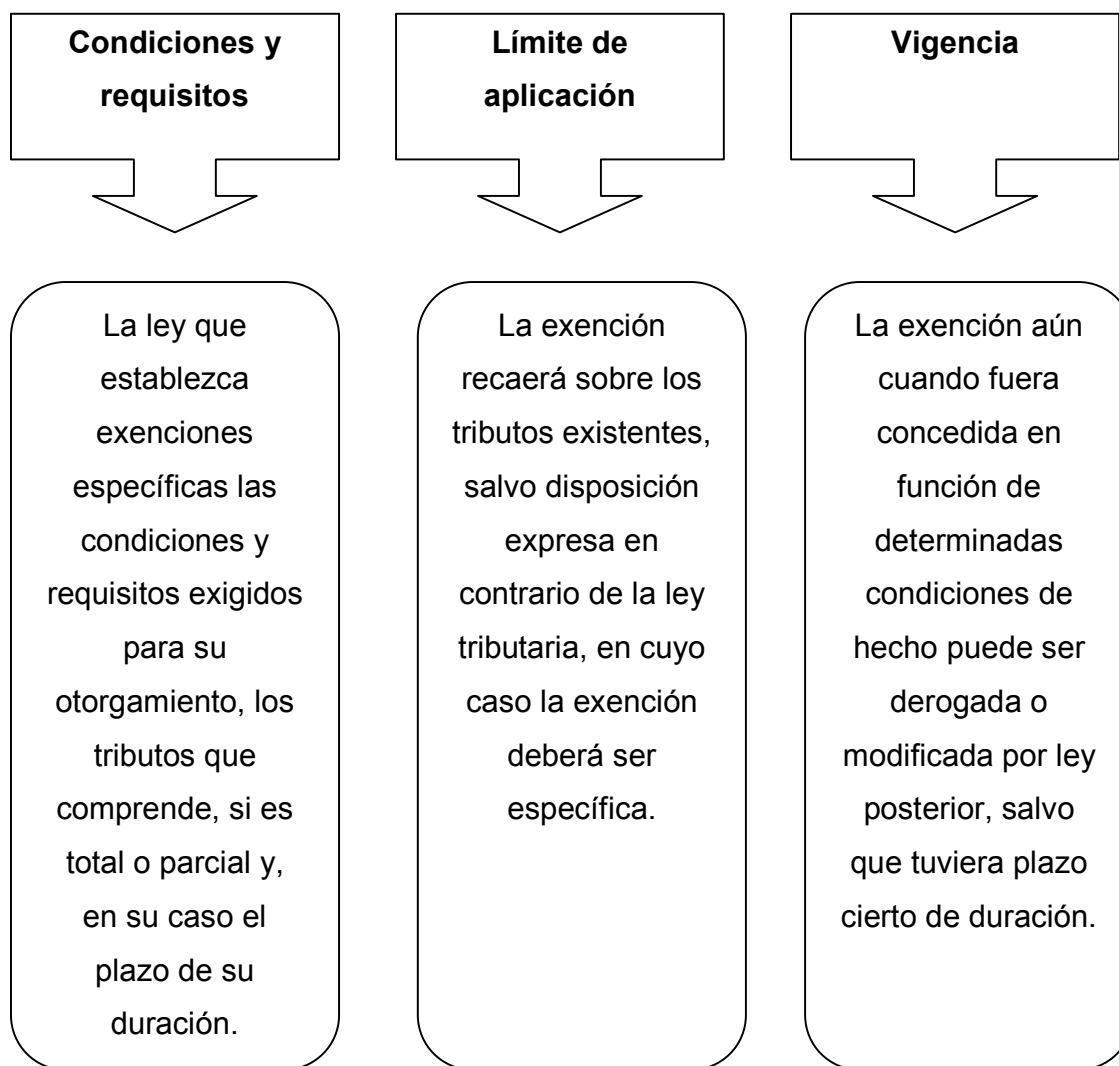 Condiciones y
requisitos
La ley que
establezca
exenciones
específicas las
condiciones y
requisitos exigidos
para su
otorgamiento, los
tributos que
comprende, si es
total o parcial y,
en su caso el
plazo de su
duración.
Límite de
aplicación
La exención
recaerá sobre los
tributos existentes,
salvo disposición
expresa en
contrario de la ley
tributaria, en cuyo
caso la exención
deberá ser
específica.
Vigencia
La exención aún
cuando fuera
concedida en
función de
determinadas
condiciones de
hecho puede ser
derogada o
modificada por ley
posterior, salvo
que tuviera plazo
cierto de duración.